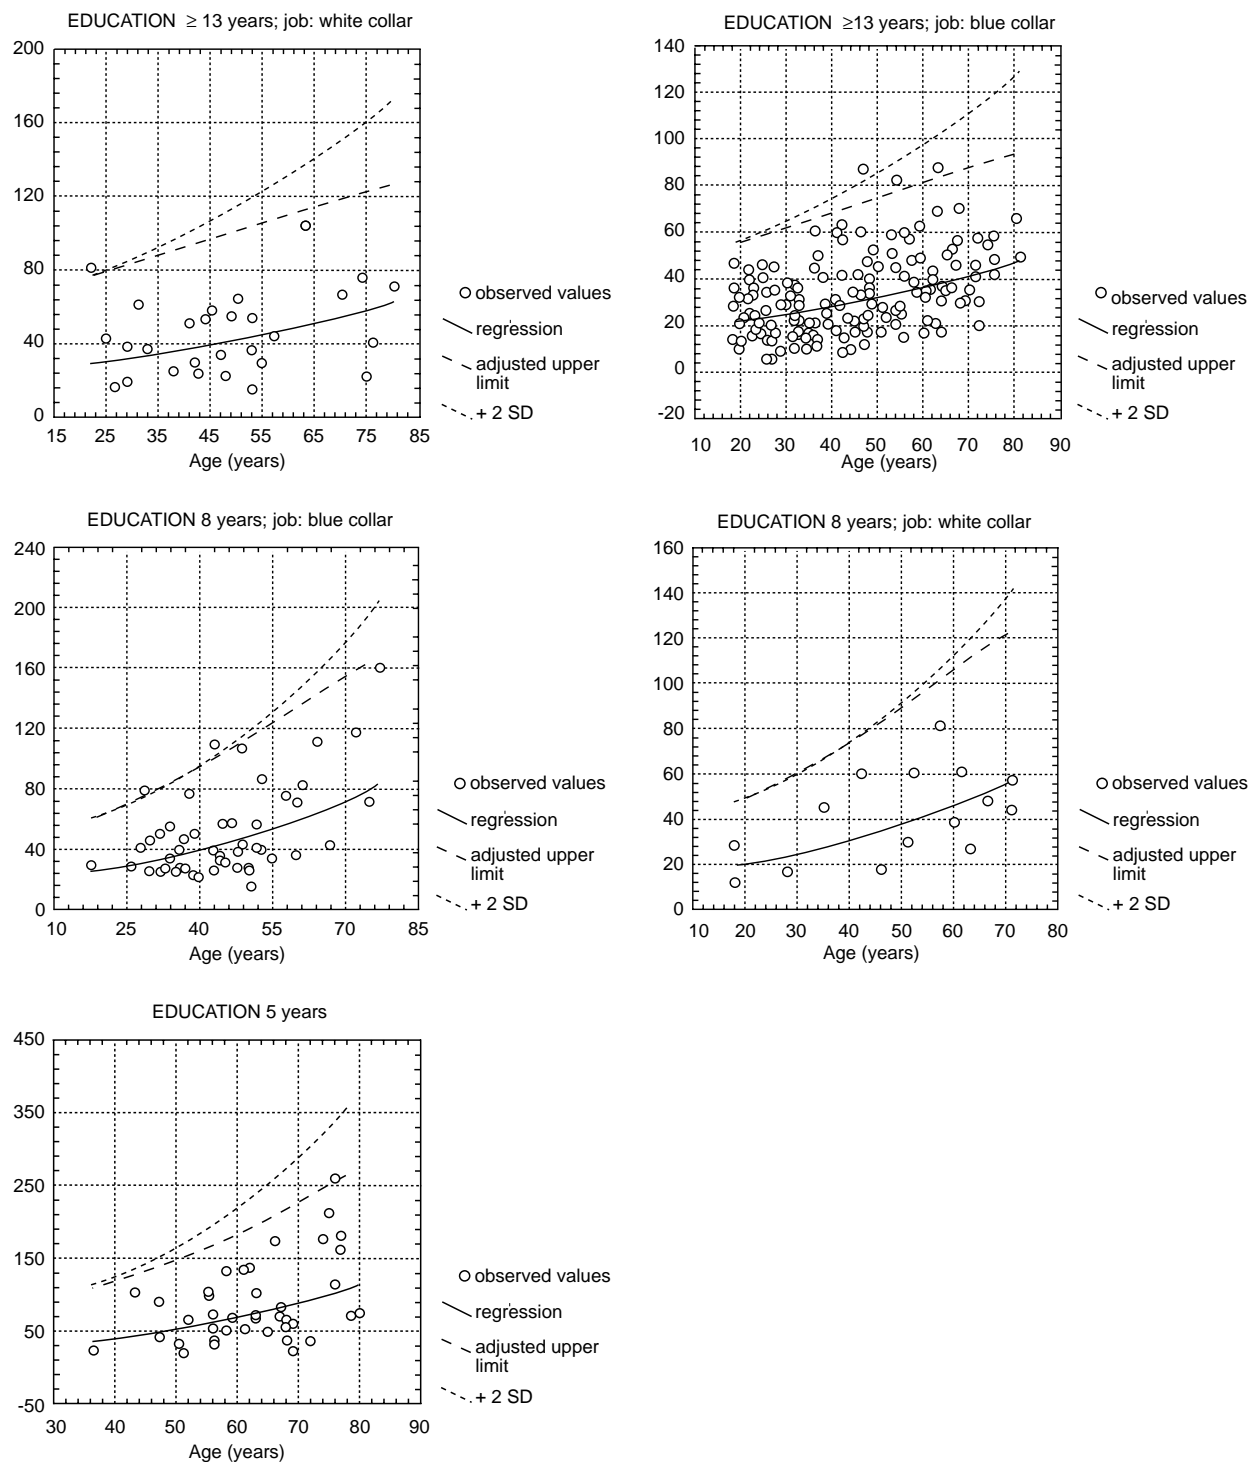 EDUCATION ≥ 13 years; job: white collar
200
160
120
80
40
0
15 25 35 45 55 65 75 85
Age (years)
observed values
regression
adjusted upper
limit
+ 2 SD
EDUCATION ≥13 years; job: blue collar
140
120
100
80
60
40
20
0
-20
10 20 30 40 50 60 70 80 90
Age (years)
observed values
regression
adjusted upper
limit
+ 2 SD
EDUCATION 8 years; job: blue collar
240
200
160
120
80
40
0
10 25 40 55 70 85
Age (years)
observed values
regression
adjusted upper
limit
+ 2 SD
EDUCATION 8 years; job: white collar
160
140
120
100
80
60
40
20
0
10 20 30 40 50 60 70 80
Age (years)
observed values
regression
adjusted upper
limit
+ 2 SD
EDUCATION 5 years
450
350
250
150
50
-50
30 40 50 60 70 80 90
Age (years)
observed values
regression
adjusted upper
limit
+ 2 SD